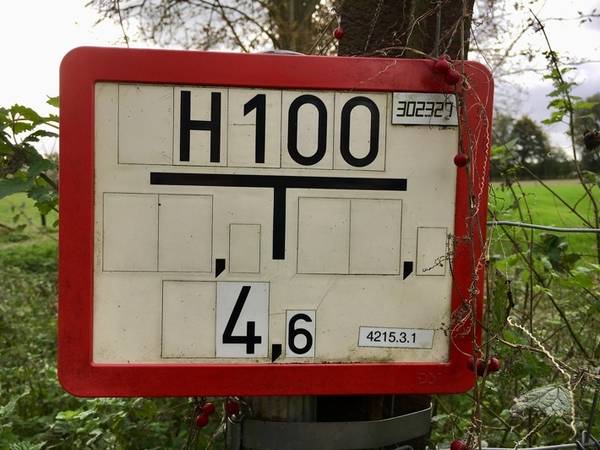 H100
302327
, ,
4,6
4215.3.1